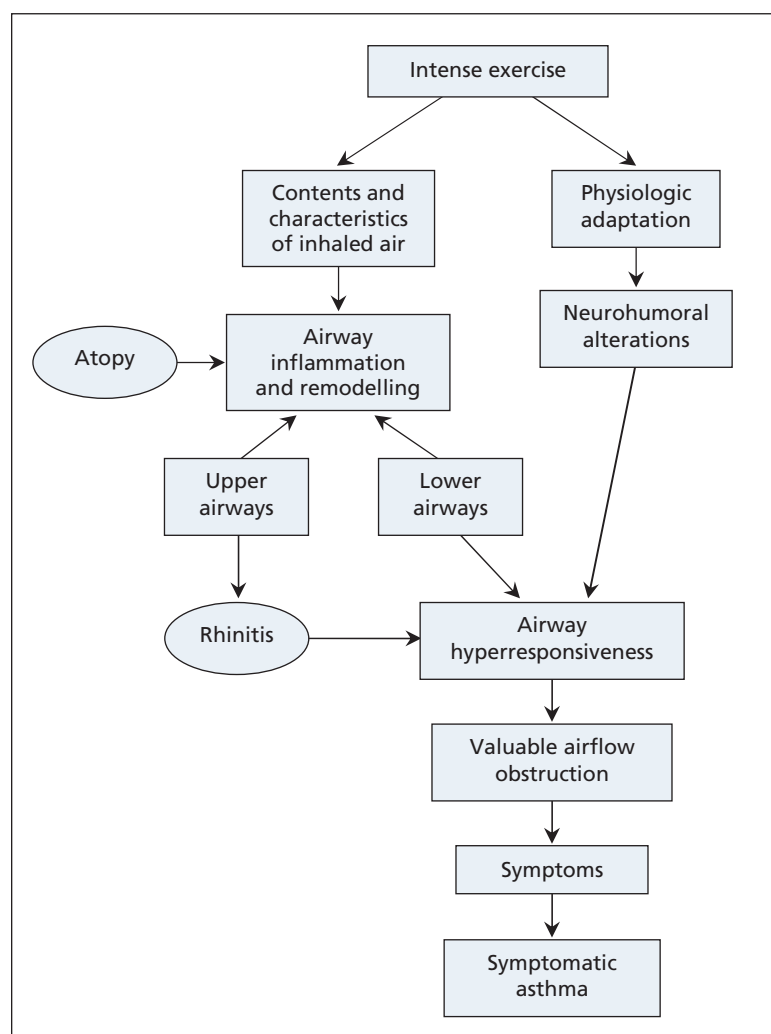 Intense exercise
Contents and
characteristics
of inhaled air
Physiologic
adaptation
Neurohumoral
alterations
Atopy
Airway
inflammation
and remodelling
Upper
airways
Lower
airways
Rhinitis
Airway
hyperresponsiveness
Valuable airflow
obstruction
Symptoms
Symptomatic
asthma